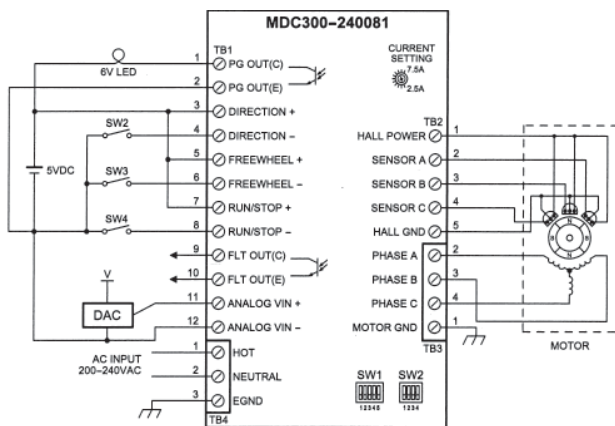 MDC300-240081
TB1
CURRENT
SETTING
7.5A
2.5A
6V LED
1 PG OUT(C)
2 PG OUT(E)
3 DIRECTION +
SW2
4 DIRECTION −
5 FREEWHEEL +
5VDC
SW3
6 FREEWHEEL −
7 RUN/STOP +
SW4
8 RUN/STOP −
9 FLT OUT(C)
10 FLT OUT(E)
V
DAC
11 ANALOG VIN +
12 ANALOG VIN −
AC INPUT
200-240VAC
1 HOT
2 NEUTRAL
3 EGND
TB4
TB2
HALL POWER 1
SENSOR A 2
SENSOR B 3
SENSOR C 4
HALL GND 5
PHASE A 2
PHASE B 3
PHASE C 4
MOTOR GND 1
TB3
N
B B
N
MOTOR
SW1 SW2
12345 1234